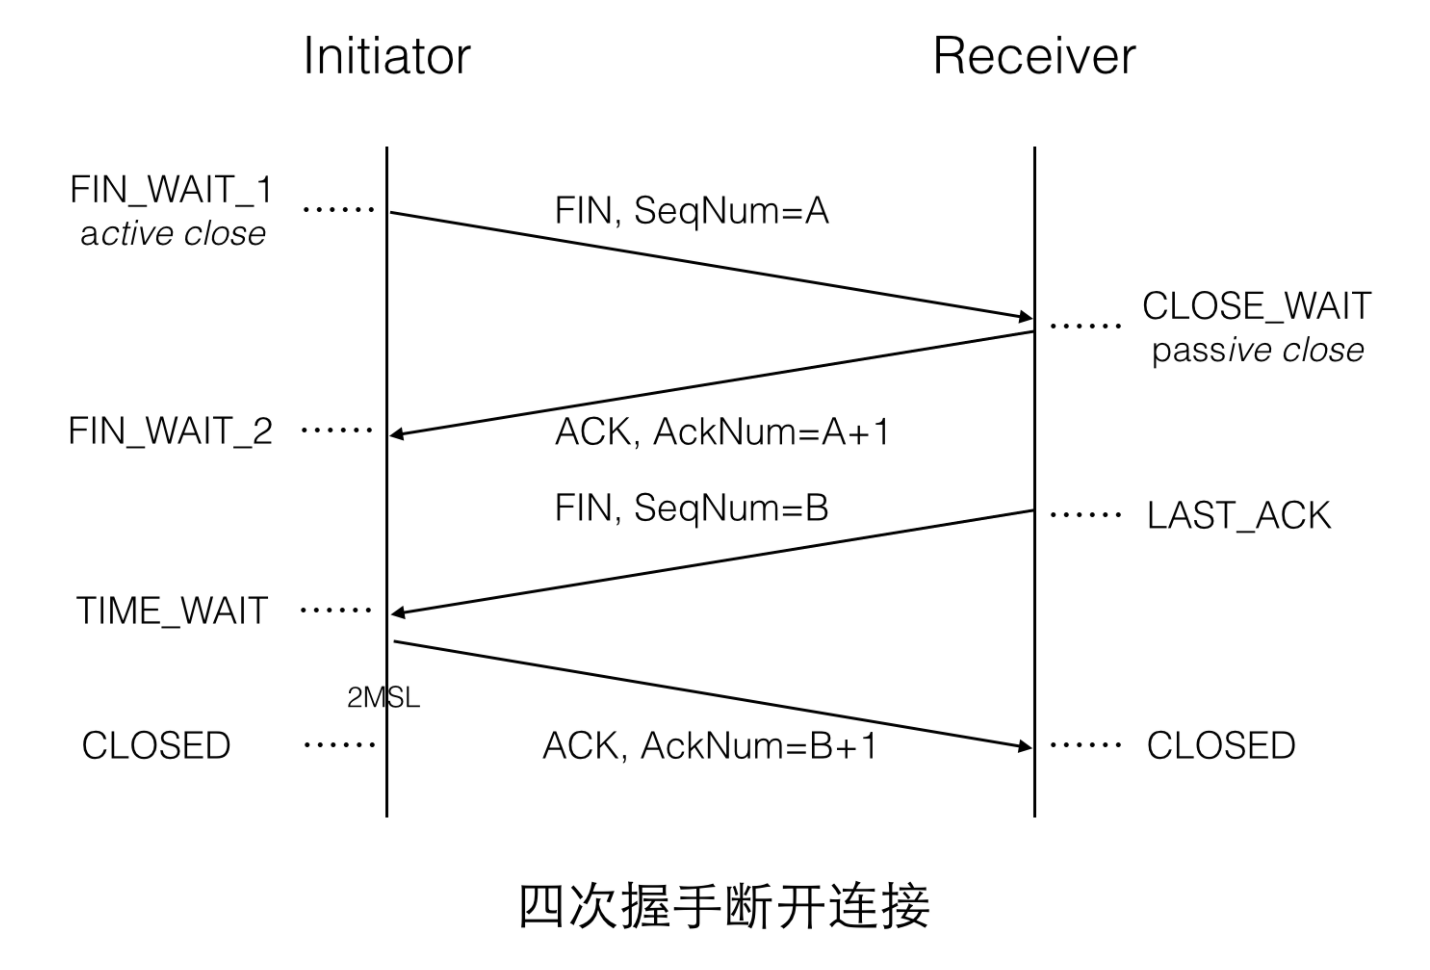 Initiator
Receiver
FIN_WAIT_1
active close
FIN, SeqNum=A
CLOSE_WAIT
passive close
FIN_WAIT_2
ACK, AckNum=A+1
FIN, SeqNum=B
LAST_ACK
TIME_WAIT
2MSL
CLOSED
ACK, AckNum=B+1
CLOSED
四次握手断开连接